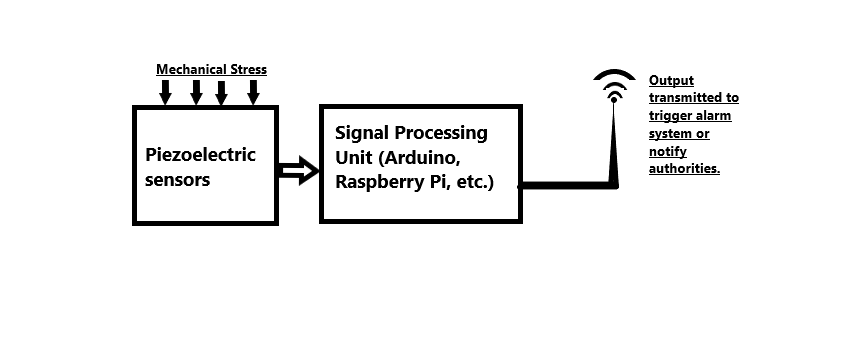 Mechanical Stress
Piezoelectric
sensors
Signal Processing
Unit (Arduino,
Raspberry Pi, etc.)
Output
transmitted to
trigger alarm
system or
notify
authorities.